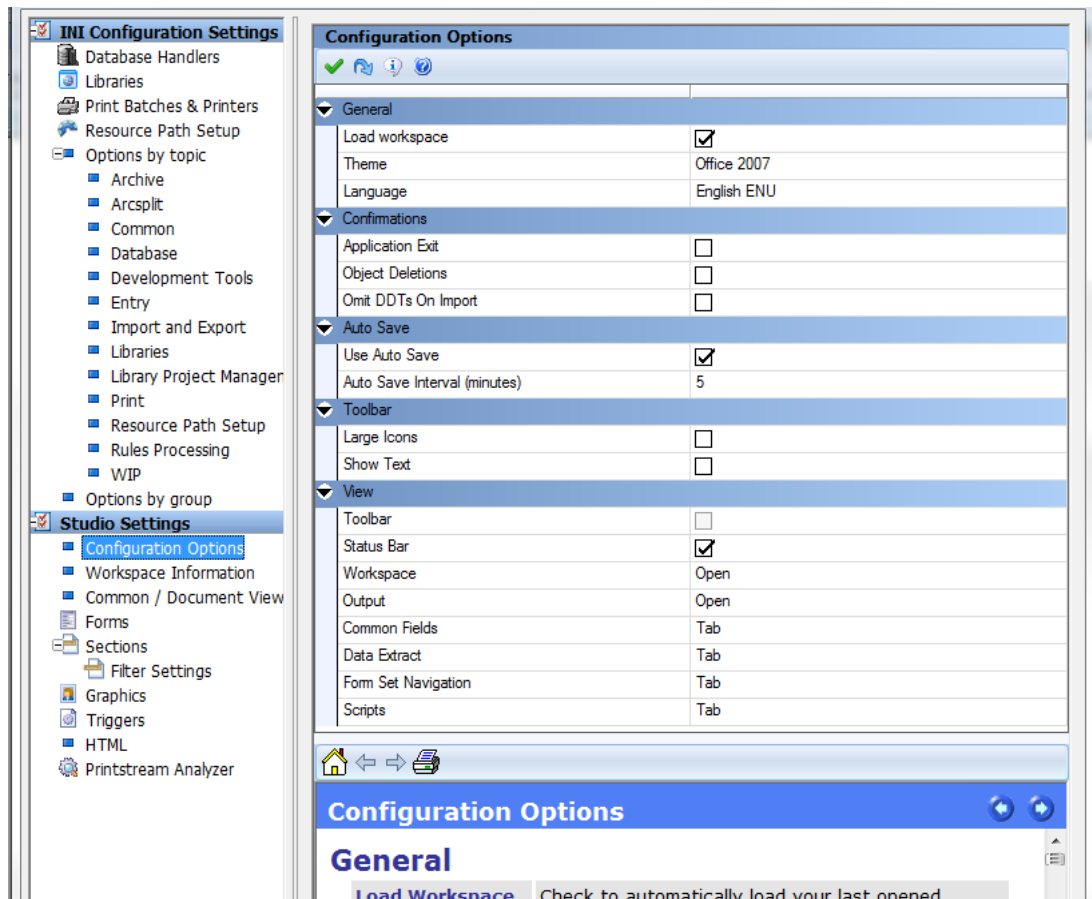 INI Configuration Settings
Database Handlers
Libraries
Print Batches & Printers
Resource Path Setup
Options by topic
Archive
Arcsplit
Common
Database
Development Tools
Entry
Import and Export
Libraries
Library Project Managen
Print
Resource Path Setup
Rules Processing
WIP
Options by group
Studio Settings
Configuration Options
Workspace Information
Common / Document View
Forms
Sections
Filter Settings
Graphics
Triggers
HTML
Printstream Analyzer
Configuration Options
General
Load workspace
Theme Office 2007
Language English ENU
Confirmations
Application Exit
Object Deletions
Omit DDTs On Import
Auto Save
Use Auto Save
Auto Save Interval (minutes) 5
Toolbar
Large Icons
Show Text
View
Toolbar
Status Bar
Workspace Open
Output Open
Common Fields Tab
Data Extract Tab
Form Set Navigation Tab
Scripts Tab
Configuration Options
General
Load Workspace Check to automatically load your last opened